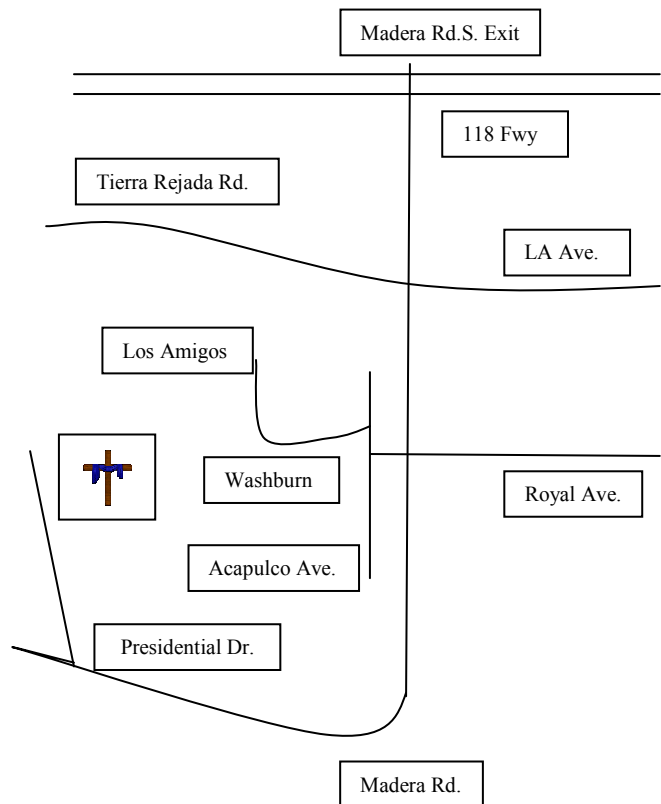 Madera Rd.S. Exit
118 Fwy
Tierra Rejada Rd.
LA Ave.
Los Amigos
Washburn
Royal Ave.
Acapulco Ave.
Presidential Dr.
Madera Rd.